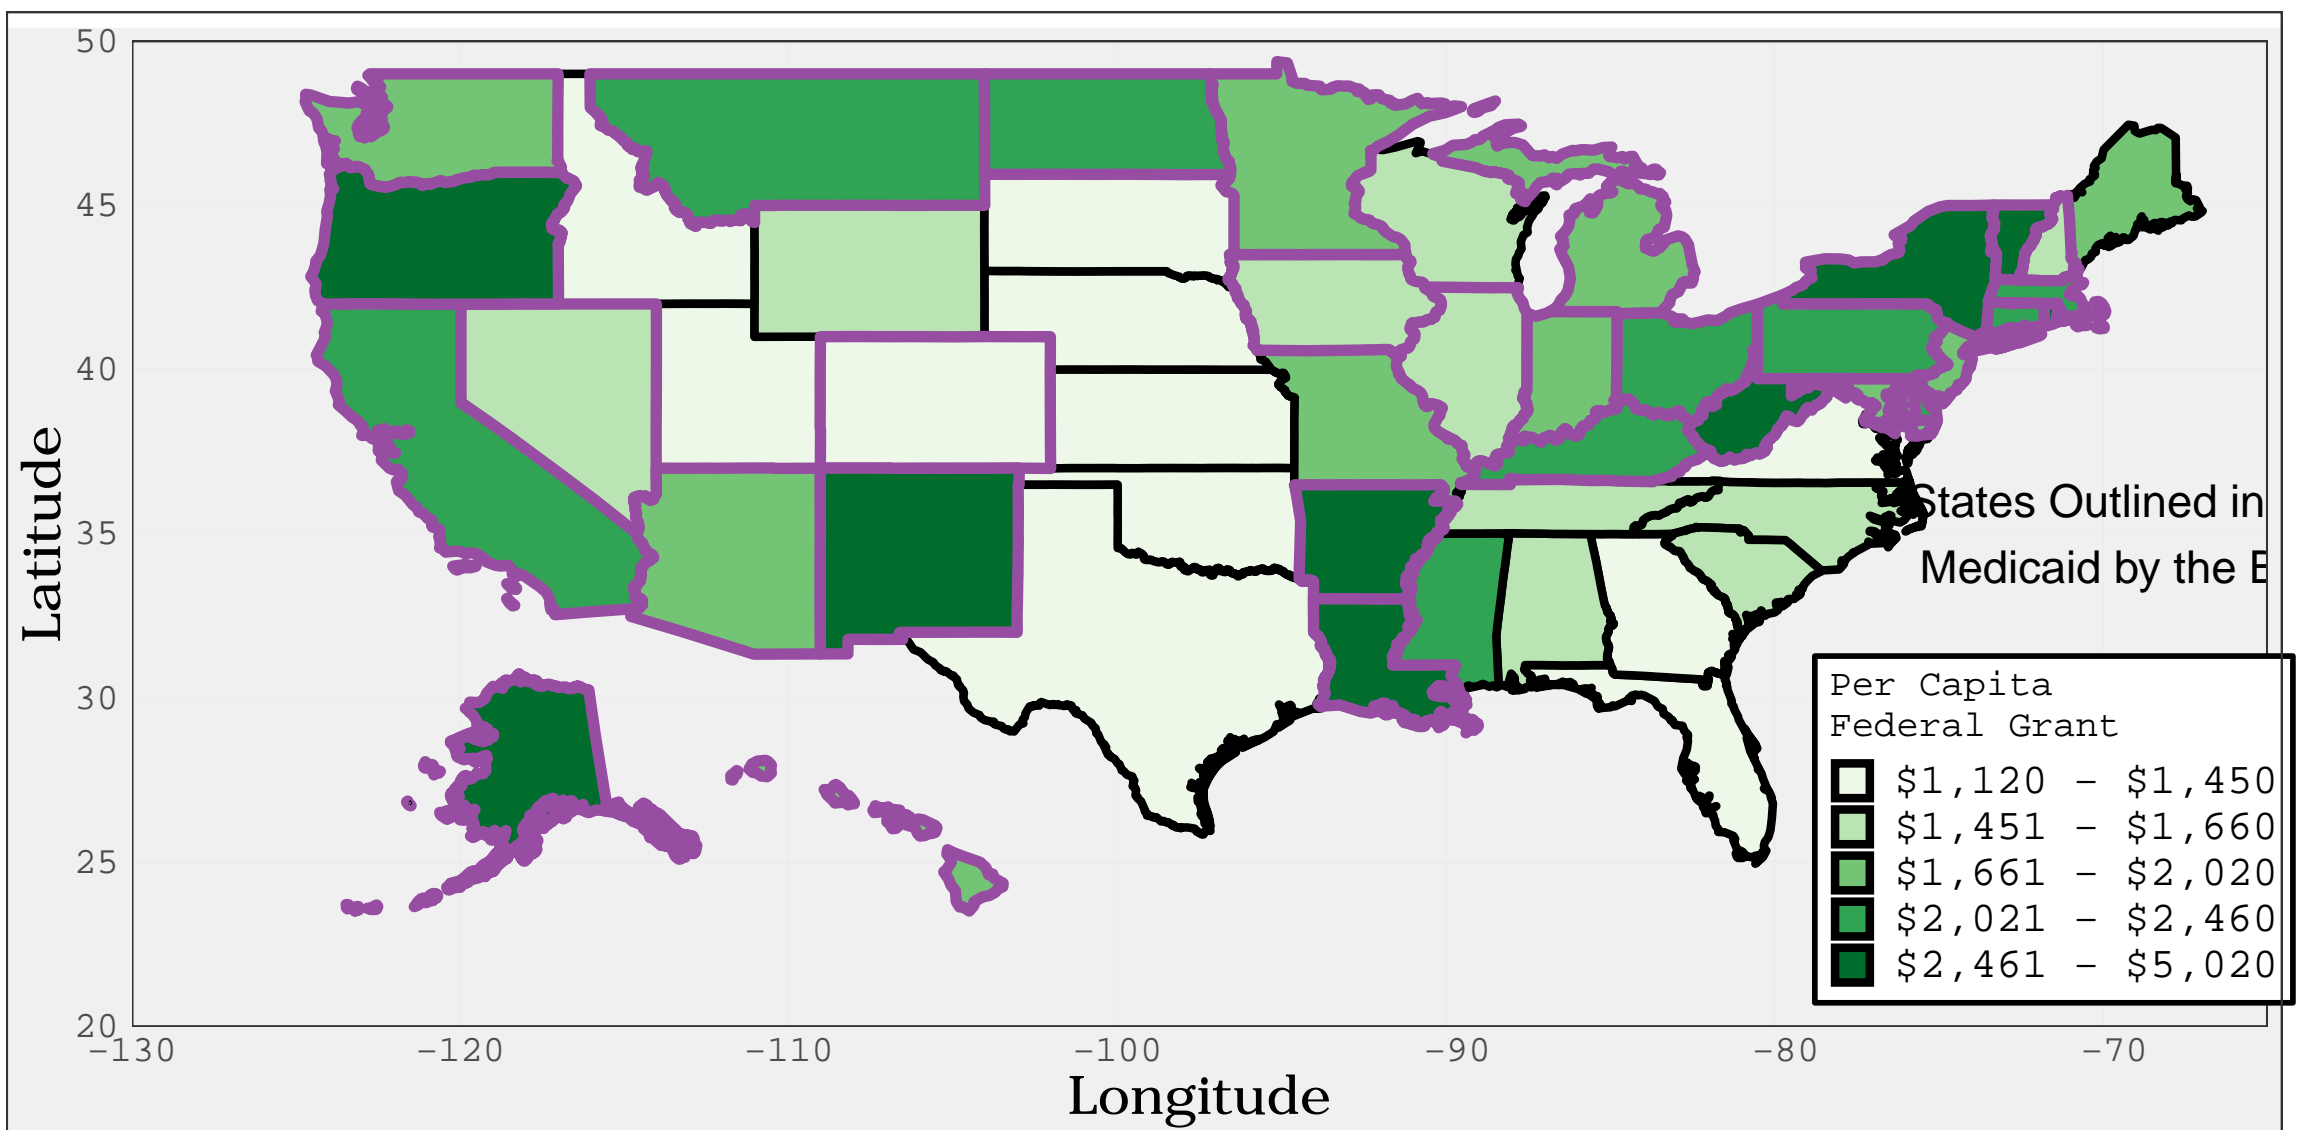 50
45
40
35
30
25
20
Latitude
States Outlined in
Medicaid by the
Per Capita
Federal Grant
$1,120 – $1,450
$1,451 – $1,660
$1,661 – $2,020
$2,021 – $2,460
$2,461 – $5,020
−130 −120 −110 −100 −90 −80 −70
Longitude